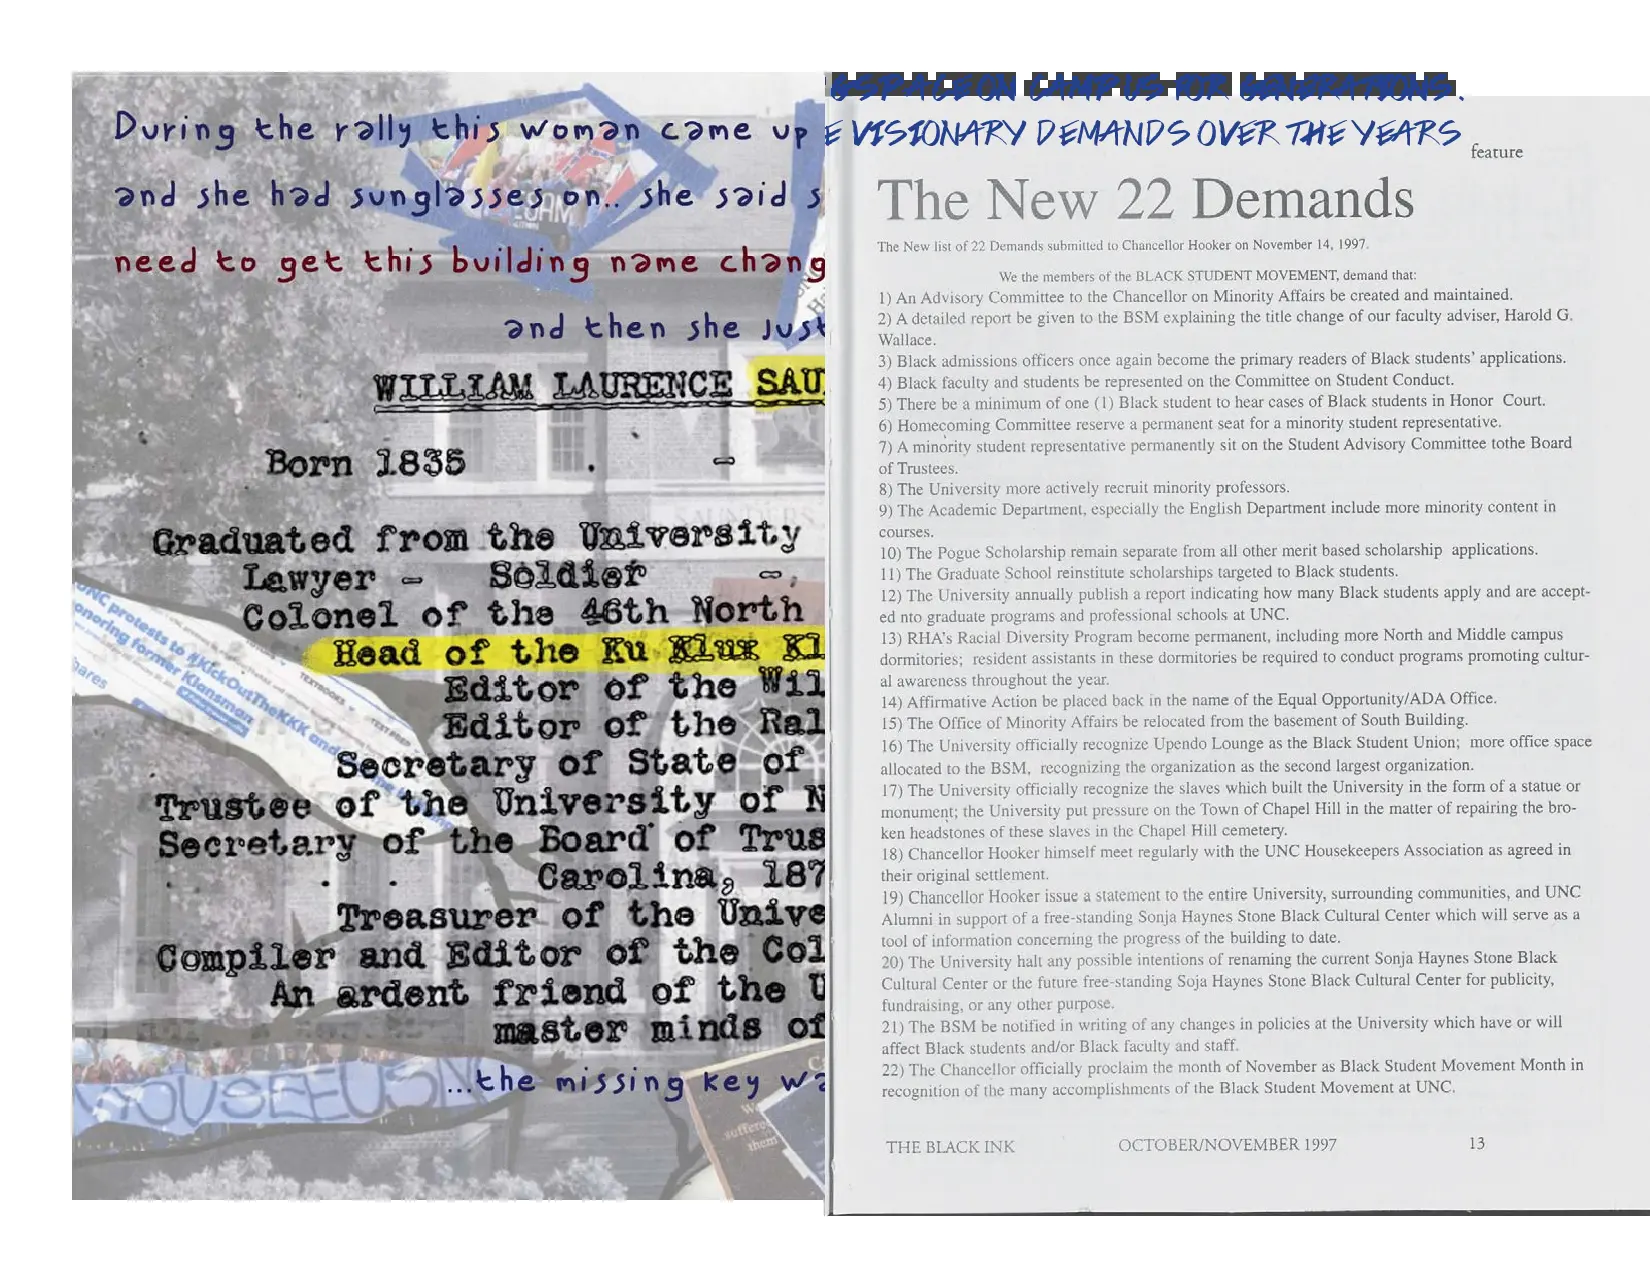 During the rally this woman came up
and she had sunglasses on.. she said s
need to get this building name chang
and then she just
WILLIAM LAURENCE SAU
Born 1835 . -
SAUNDERS
Graduated from the University
Lawyer - Soldier -,
Colonel of the 46th North
Head of the Ku Klux Kl
Editor of the Wil
Editor of the Ral
Secretary of State of
Trustee of the University of N
Secretary of the Board of Trus
Carolina, 187
Treasurer of the Unive
Compiler and Editor of the Col
An ardent friend of the U
master minds of
...the missing key wa
UNC protests to #KickOutTheKKK and
onoring former Klansman
hares
TEXTBOOKS
TEXT PREP
YOUSEEUSN
suffere
them
G SPACE ON CAMPUS FOR GENERATIONS.
E VISIONARY DEMANDS OVER THE YEARS
feature
The New 22 Demands
The New list of 22 Demands submitted to Chancellor Hooker on November 14, 1997.
We the members of the BLACK STUDENT MOVEMENT, demand that:
1) An Advisory Committee to the Chancellor on Minority Affairs be created and maintained.
2) A detailed report be given to the BSM explaining the title change of our faculty adviser, Harold G.
Wallace.
3) Black admissions officers once again become the primary readers of Black students' applications.
4) Black faculty and students be represented on the Committee on Student Conduct.
5) There be a minimum of one (1) Black student to hear cases of Black students in Honor Court.
6) Homecoming Committee reserve a permanent seat for a minority student representative.
7) A minority student representative permanently sit on the Student Advisory Committee tothe Board
of Trustees.
8) The University more actively recruit minority professors.
9) The Academic Department, especially the English Department include more minority content in
courses.
10) The Pogue Scholarship remain separate from all other merit based scholarship applications.
11) The Graduate School reinstitute scholarships targeted to Black students.
12) The University annually publish a report indicating how many Black students apply and are accept-
ed nto graduate programs and professional schools at UNC.
13) RHA's Racial Diversity Program become permanent, including more North and Middle campus
dormitories; resident assistants in these dormitories be required to conduct programs promoting cultur-
al awareness throughout the year.
14) Affirmative Action be placed back in the name of the Equal Opportunity/ADA Office.
15) The Office of Minority Affairs be relocated from the basement of South Building.
16) The University officially recognize Upendo Lounge as the Black Student Union; more office space
allocated to the BSM, recognizing the organization as the second largest organization.
17) The University officially recognize the slaves which built the University in the form of a statue or
monument; the University put pressure on the Town of Chapel Hill in the matter of repairing the bro-
ken headstones of these slaves in the Chapel Hill cemetery.
18) Chancellor Hooker himself meet regularly with the UNC Housekeepers Association as agreed in
their original settlement.
19) Chancellor Hooker issue a statement to the entire University, surrounding communities, and UNC
Alumni in support of a free-standing Sonja Haynes Stone Black Cultural Center which will serve as a
tool of information concerning the progress of the building to date.
20) The University halt any possible intentions of renaming the current Sonja Haynes Stone Black
Cultural Center or the future free-standing Soja Haynes Stone Black Cultural Center for publicity,
fundraising, or any other purpose.
21) The BSM be notified in writing of any changes in policies at the University which have or will
affect Black students and/or Black faculty and staff.
22) The Chancellor officially proclaim the month of November as Black Student Movement Month in
recognition of the many accomplishments of the Black Student Movement at UNC.
THE BLACK INK OCTOBER/NOVEMBER 1997 13